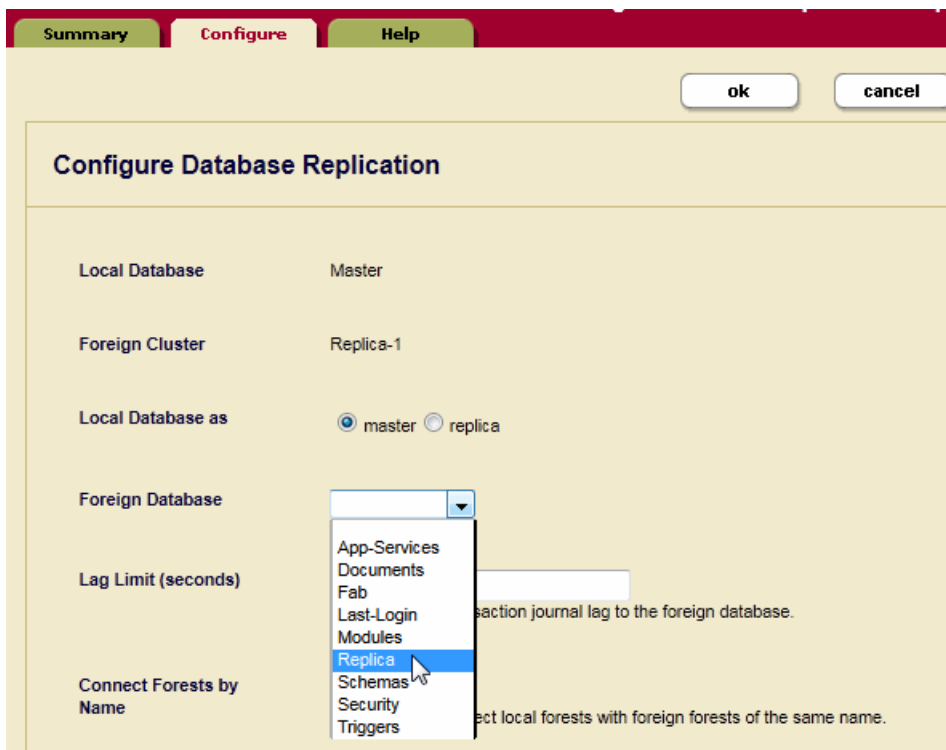 Summary Configure Help
ok cancel
Configure Database Replication
Local Database Master
Foreign Cluster Replica-1
Local Database as master replica
Foreign Database
App-Services
Documents
Lag Limit (seconds)
Fab
Last-Login
saction journal lag to the foreign database.
Modules
Replica
Schemas
Connect Forests by
Name
Security
ect local forests with foreign forests of the same name.
Triggers